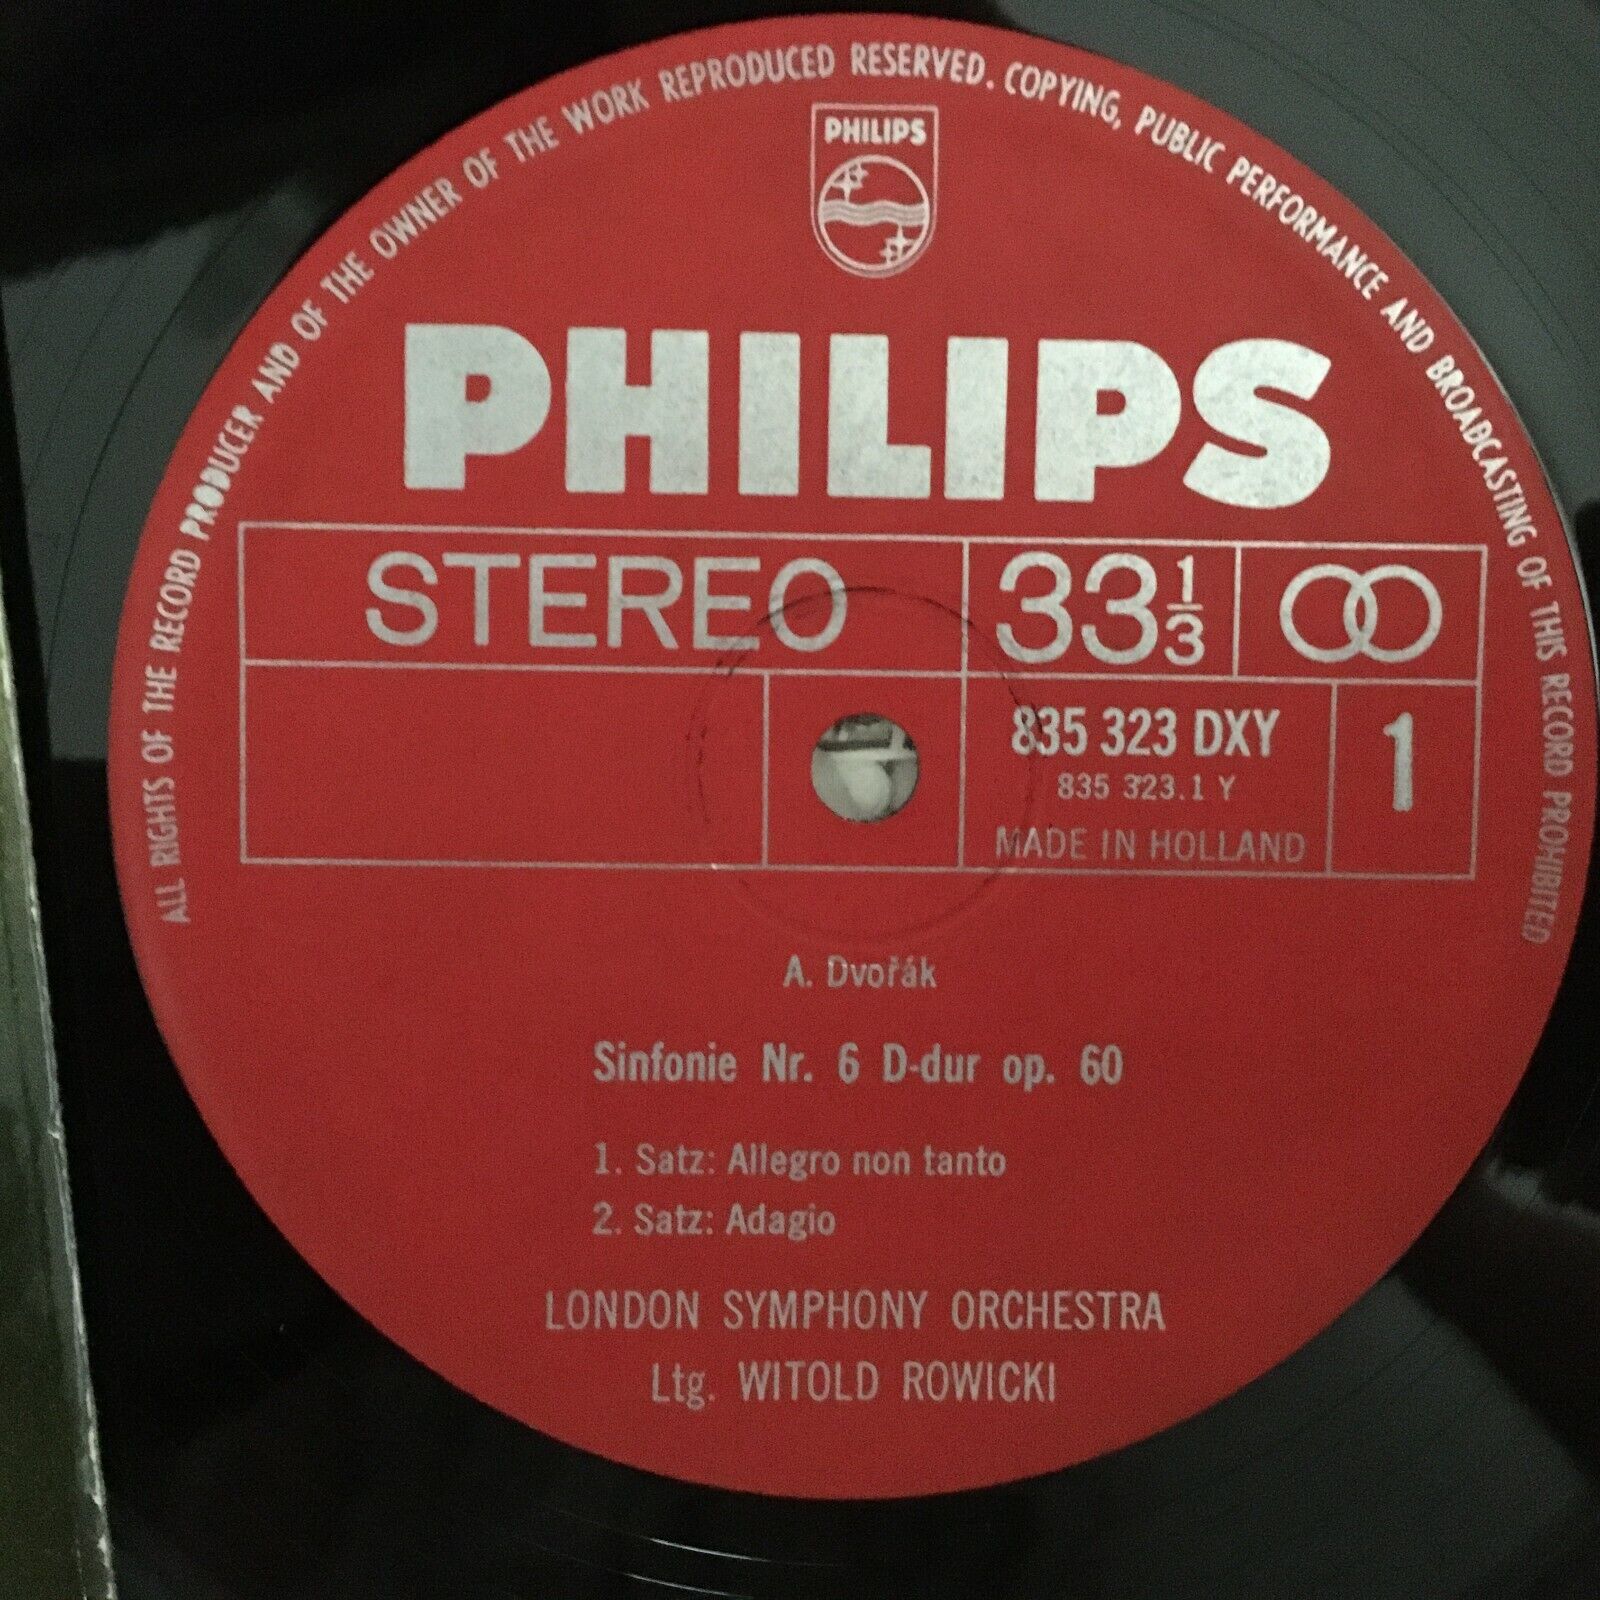 ALL RIGHTS OF THE RECORD PRODUCER AND OF THE OWNER OF THE WORK REPRODUCED RESERVED. COPYING, PUBLIC PERFORMANCE AND BROADCASTING OF THIS RECORD PROHIBITED
PHILIPS
PHILIPS
STEREO 33 1/3
835 323 DXY 1
835 323.1 Y
MADE IN HOLLAND
A. Dvořák
Sinfonie Nr. 6 D-dur op. 60
1. Satz: Allegro non tanto
2. Satz: Adagio
LONDON SYMPHONY ORCHESTRA
Ltg. WITOLD ROWICKI